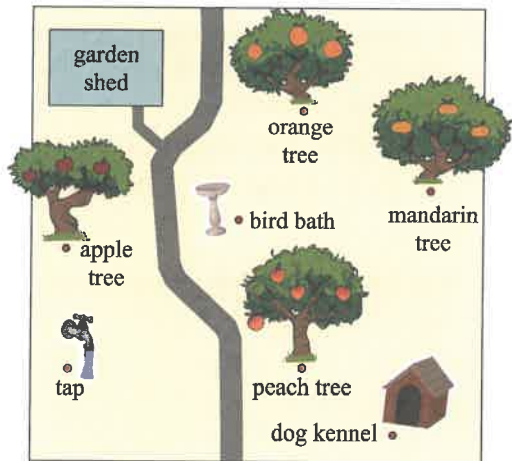 garden
shed
orange
tree
mandarin
tree
bird bath
apple
tree
tap
peach tree
dog kennel